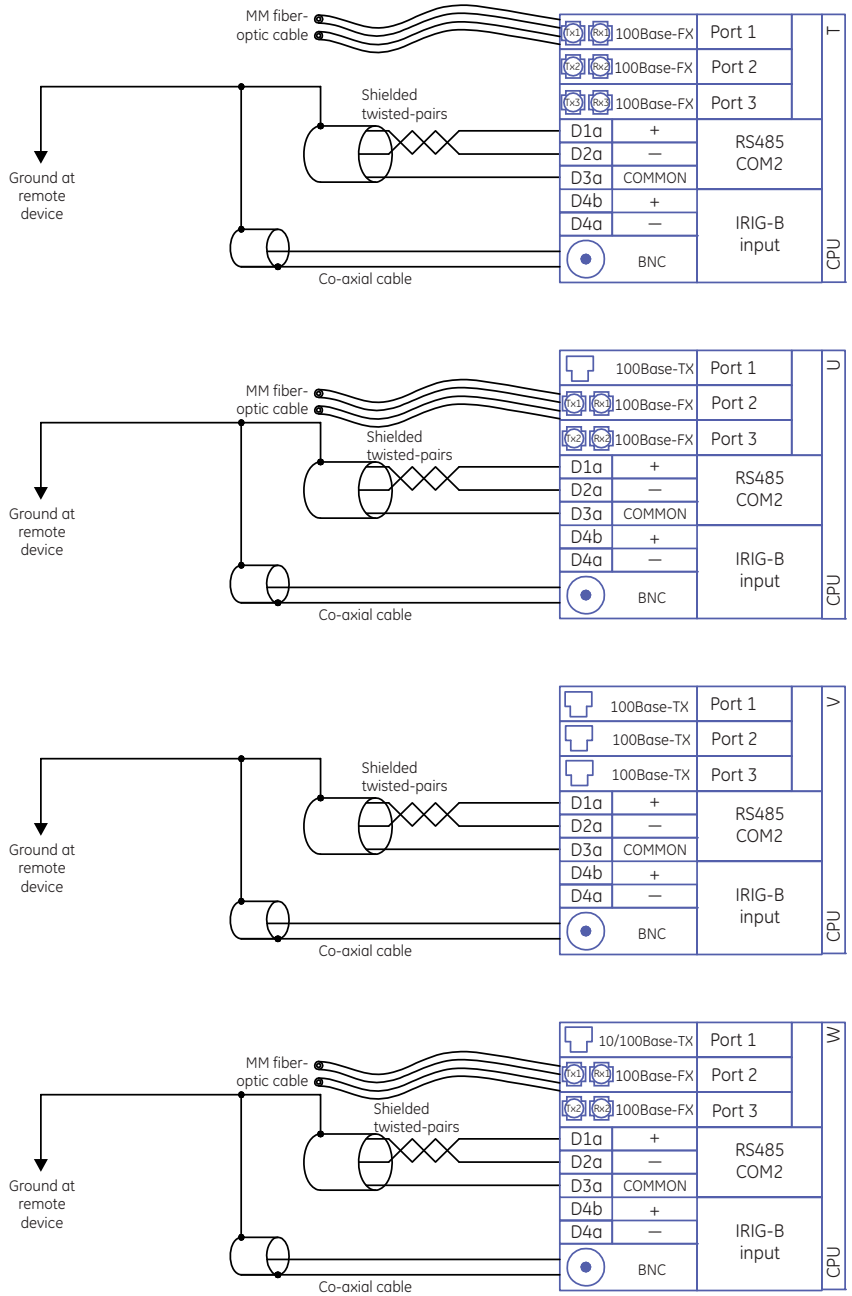 MM fiber-
optic cable
Tx1 Rx1 100Base-FX Port 1 T
Tx2 Rx2 100Base-FX Port 2
Tx3 Rx3 100Base-FX Port 3
Shielded
twisted-pairs
D1a +
D2a —
D3a COMMON
RS485
COM2
Ground at
remote
device
D4b +
D4a —
IRIG-B
input
BNC
CPU
Co-axial cable
100Base-TX Port 1 U
MM fiber-
optic cable
Tx1 Rx1 100Base-FX Port 2
Tx2 Rx2 100Base-FX Port 3
Shielded
twisted-pairs
D1a +
D2a —
D3a COMMON
RS485
COM2
Ground at
remote
device
D4b +
D4a —
IRIG-B
input
BNC
CPU
Co-axial cable
100Base-TX Port 1 V
100Base-TX Port 2
100Base-TX Port 3
Shielded
twisted-pairs
D1a +
D2a —
D3a COMMON
RS485
COM2
Ground at
remote
device
D4b +
D4a —
IRIG-B
input
BNC
CPU
Co-axial cable
10/100Base-TX Port 1 W
MM fiber-
optic cable
Tx1 Rx1 100Base-FX Port 2
Tx2 Rx2 100Base-FX Port 3
Shielded
twisted-pairs
D1a +
D2a —
D3a COMMON
RS485
COM2
Ground at
remote
device
D4b +
D4a —
IRIG-B
input
BNC
CPU
Co-axial cable